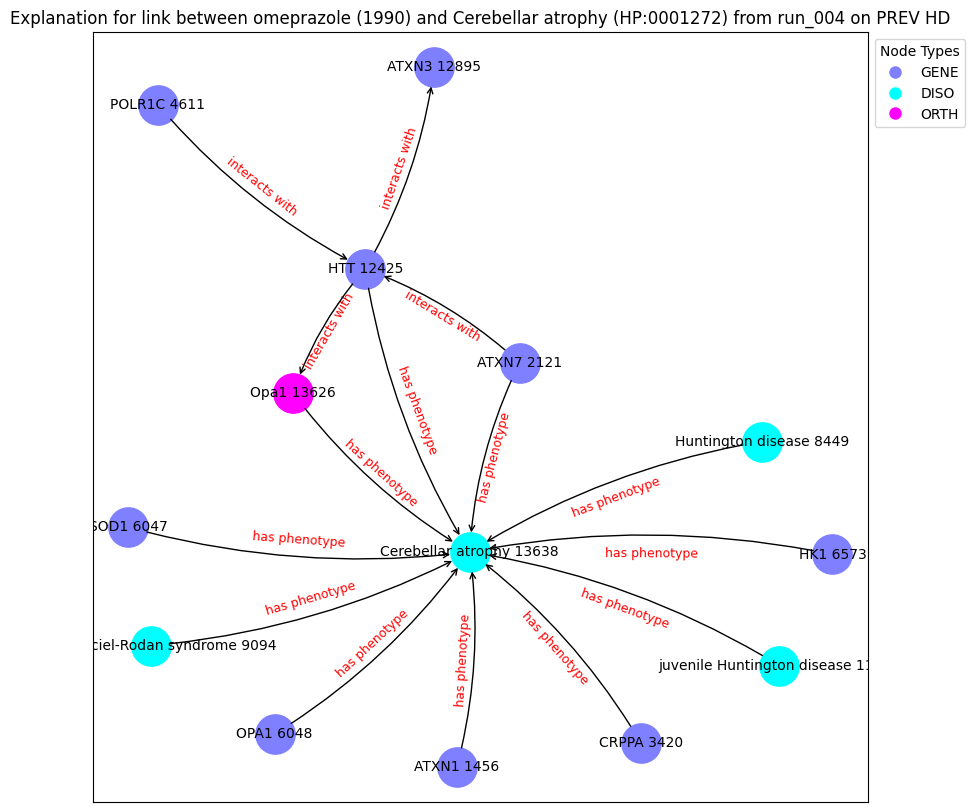 Explanation for link between omeprazole (1990) and Cerebellar atrophy (HP:0001272) from run_004 on PREV HD
Node Types
GENE
DISO
ORTH
ATXN3 12895
POLR1C 4611
interacts with
interacts with
HTT 12425
interacts with
interacts with
ATXN7 2121
Opa1 13626
has phenotype
has phenotype
has phenotype
Huntington disease 8449
has phenotype
SOD1 6047
has phenotype
Cerebellar atrophy 13638
has phenotype
HK1 6573
has phenotype
has phenotype
ciel-Rodan syndrome 9094
has phenotype
has phenotype
has phenotype
juvenile Huntington disease 11
OPA1 6048
CRPPA 3420
ATXN1 1456